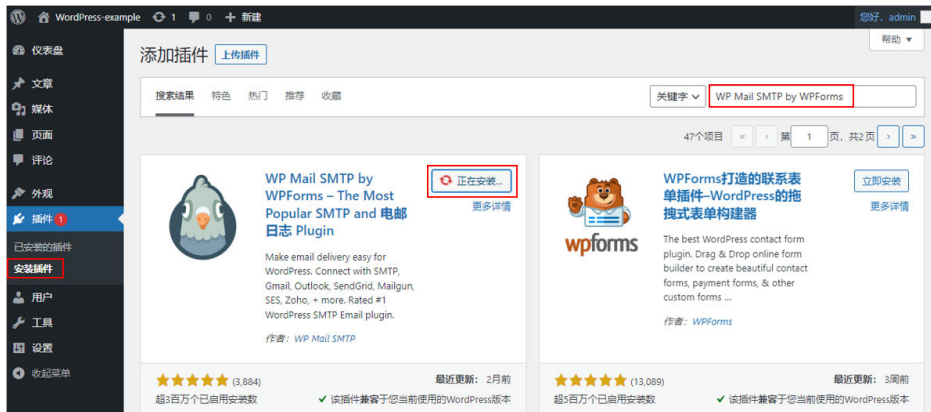 WordPress-example 1 0 新建 您好, admin
仪表盘
文章
媒体
页面
评论
外观
插件 1
已安装的插件
安装插件
用户
工具
设置
收起菜单
帮助
添加插件 上传插件
搜索结果 特色 热门 推荐 收藏 关键字 WP Mail SMTP by WPForms
47个项目 « ‹ 第 1 页, 共2页 › »
WP Mail SMTP by
WPForms – The Most
Popular SMTP and 电邮
日志 Plugin
正在安装...
更多详情
Make email delivery easy for
WordPress. Connect with SMTP,
Gmail, Outlook, SendGrid, Mailgun,
SES, Zoho, + more. Rated #1
WordPress SMTP Email plugin.
作者: WP Mail SMTP
(3,884) 最近更新: 2月前
超3百万个已启用安装数 ✓ 该插件兼容于您当前使用的WordPress版本
wpforms
WPForms打造的联系表
单插件–WordPress的拖
拽式表单构建器
立即安装
更多详情
The best WordPress contact form
plugin. Drag & Drop online form
builder to create beautiful contact
forms, payment forms, & other
custom forms ...
作者: WPForms
(13,089) 最近更新: 3周前
超5百万个已启用安装数 ✓ 该插件兼容于您当前使用的WordPress版本